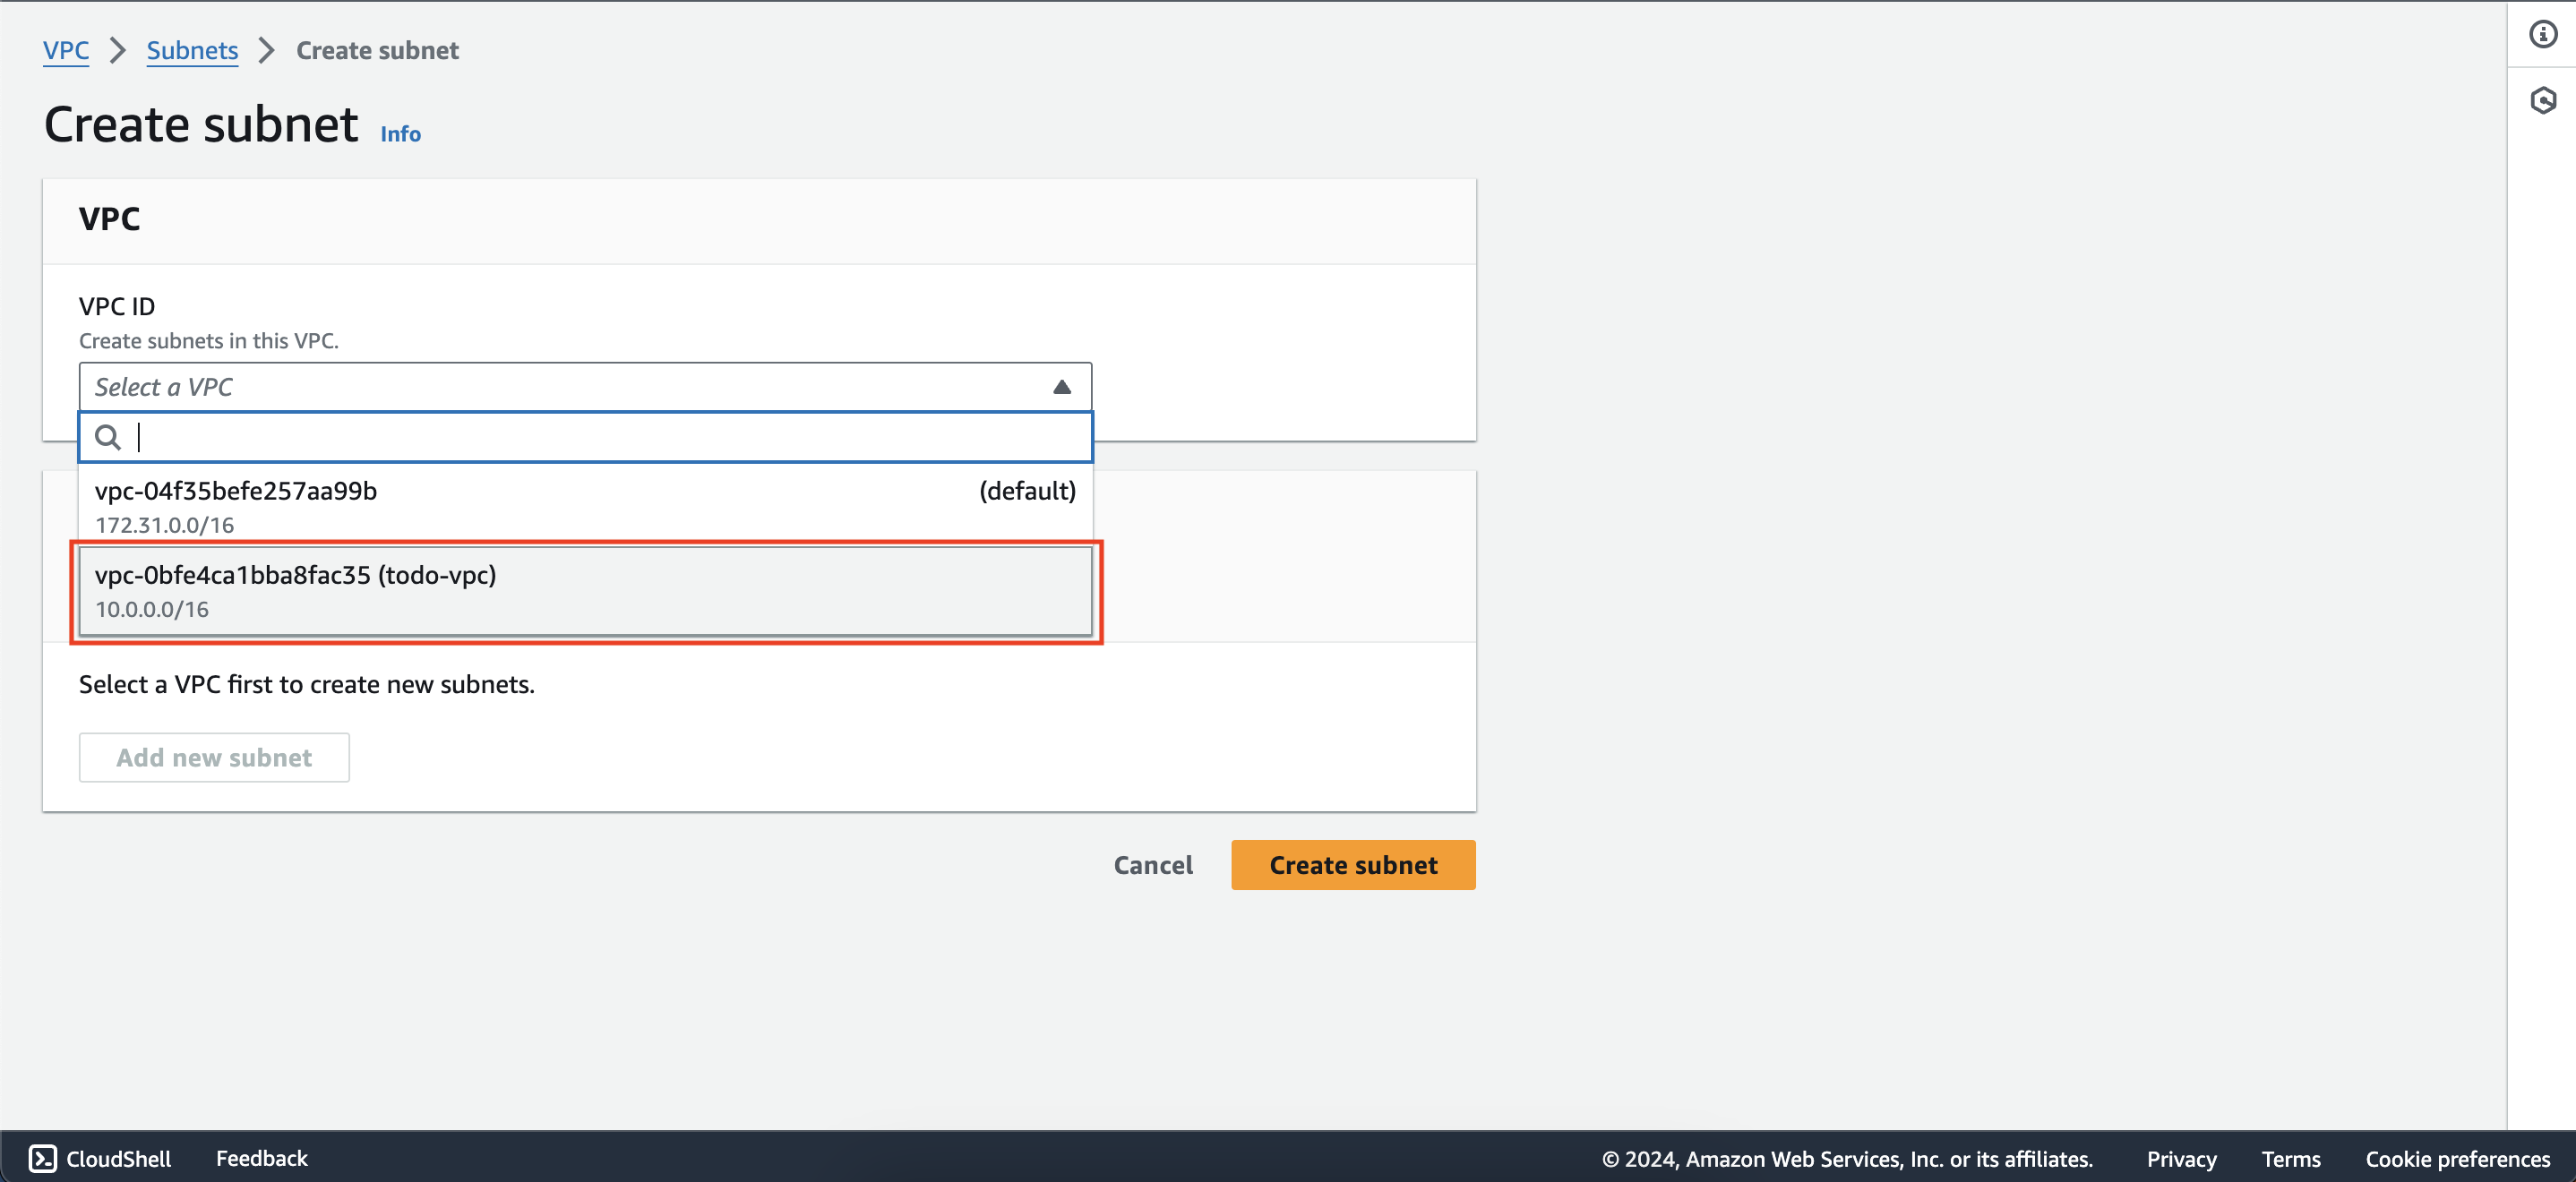 VPC > Subnets > Create subnet
Create subnet Info
VPC
VPC ID
Create subnets in this VPC.
Select a VPC
vpc-04f35befe257aa99b (default)
172.31.0.0/16
vpc-0bfe4ca1bba8fac35 (todo-vpc)
10.0.0.0/16
Select a VPC first to create new subnets.
Add new subnet
Cancel Create subnet
CloudShell Feedback © 2024, Amazon Web Services, Inc. or its affiliates. Privacy Terms Cookie preferences